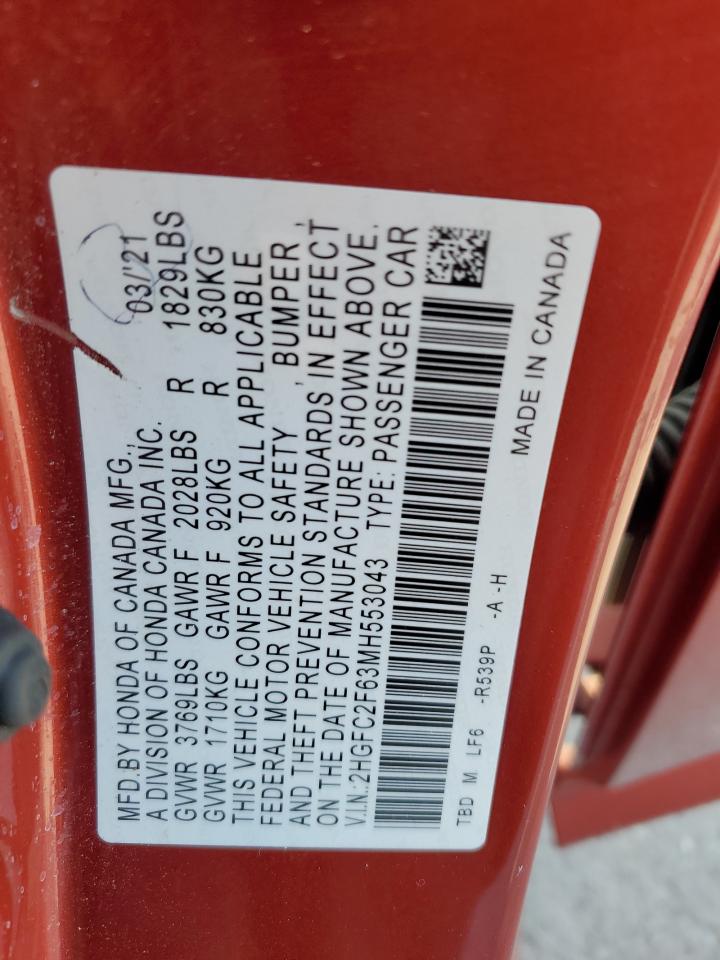 MFD.BY HONDA OF CANADA MFG., 03/'21
A DIVISION OF HONDA CANADA INC.
GVWR 3769LBS GAWR F 2028LBS R 1829LBS
GVWR 1710KG GAWR F 920KG R 830KG
THIS VEHICLE CONFORMS TO ALL APPLICABLE
FEDERAL MOTOR VEHICLE SAFETY , BUMPER ,
AND THEFT PREVENTION STANDARDS IN EFFECT
ON THE DATE OF MANUFACTURE SHOWN ABOVE.
V.I.N.:2HGFC2F63MH553043 TYPE: PASSENGER CAR
TBD M LF6 -R539P -A -H MADE IN CANADA